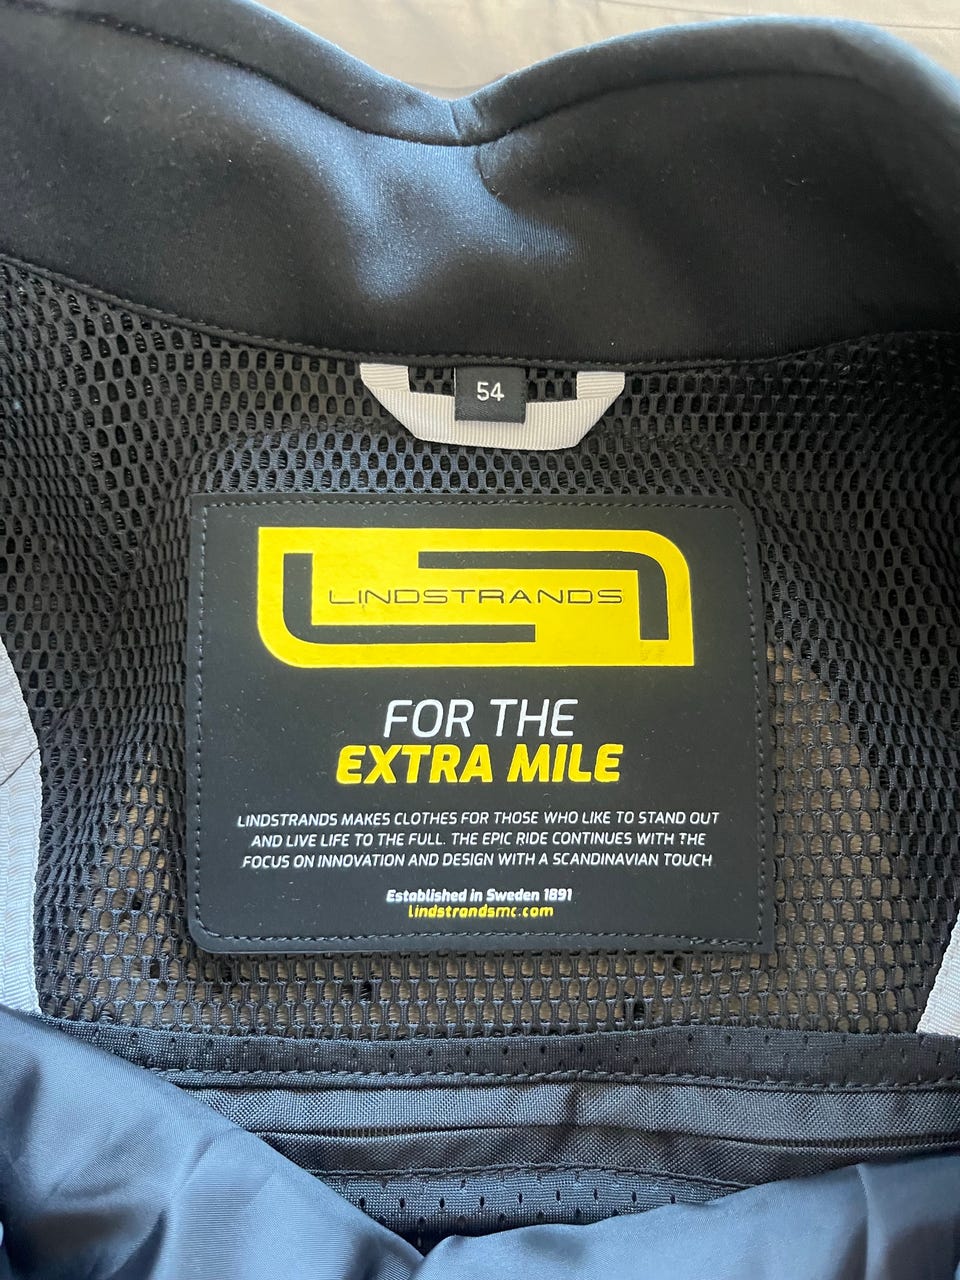 54
LINDSTRANDS
FOR THE
EXTRA MILE
LINDSTRANDS MAKES CLOTHES FOR THOSE WHO LIKE TO STAND OUT
AND LIVE LIFE TO THE FULL. THE EPIC RIDE CONTINUES WITH THE
FOCUS ON INNOVATION AND DESIGN WITH A SCANDINAVIAN TOUCH
Established in Sweden 1891
lindstrandsmc.com